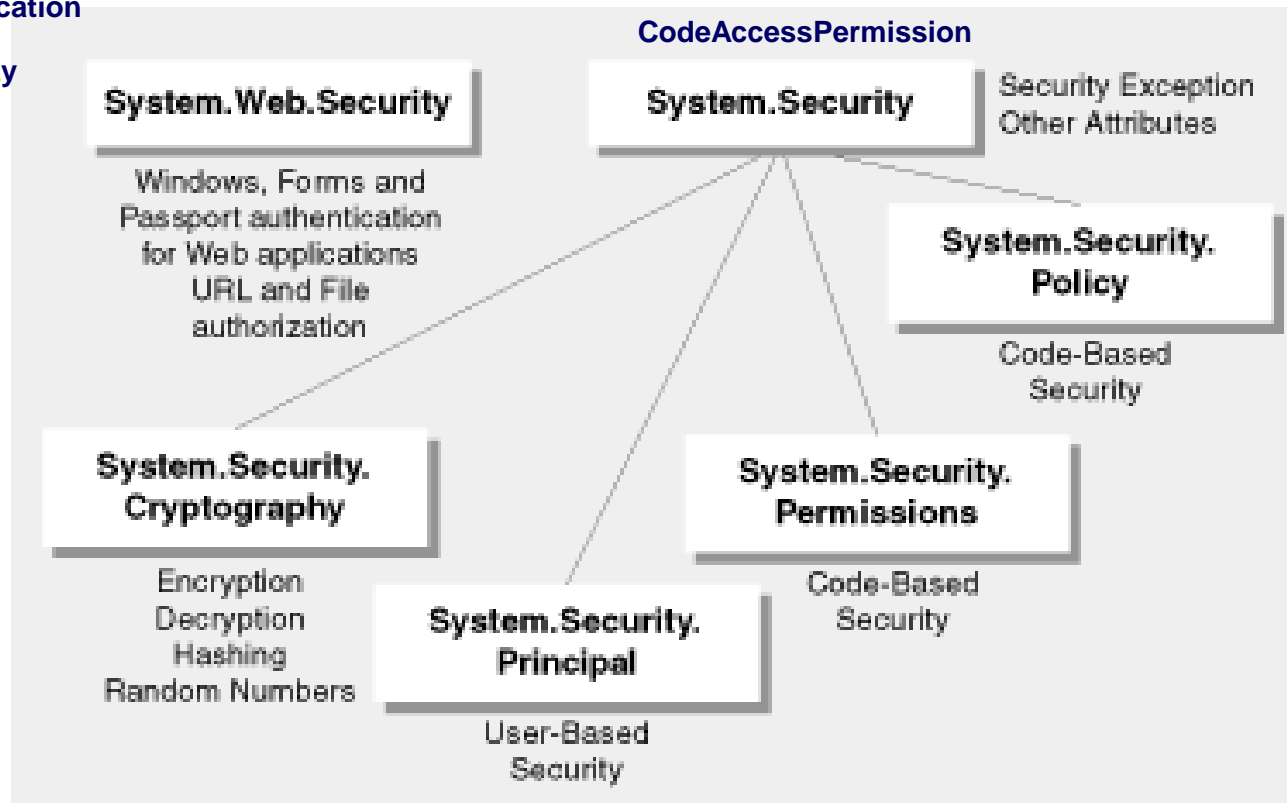 CodeAccessPermission
System.Web.Security
Windows, Forms and
Passport authentication
for Web applications
URL and File
authorization
System.Security
Security Exception
Other Attributes
System.Security.
Policy
Code-Based
Security
System.Security.
Cryptography
Encryption
Decryption
Hashing
Random Numbers
System.Security.
Principal
User-Based
Security
System.Security.
Permissions
Code-Based
Security